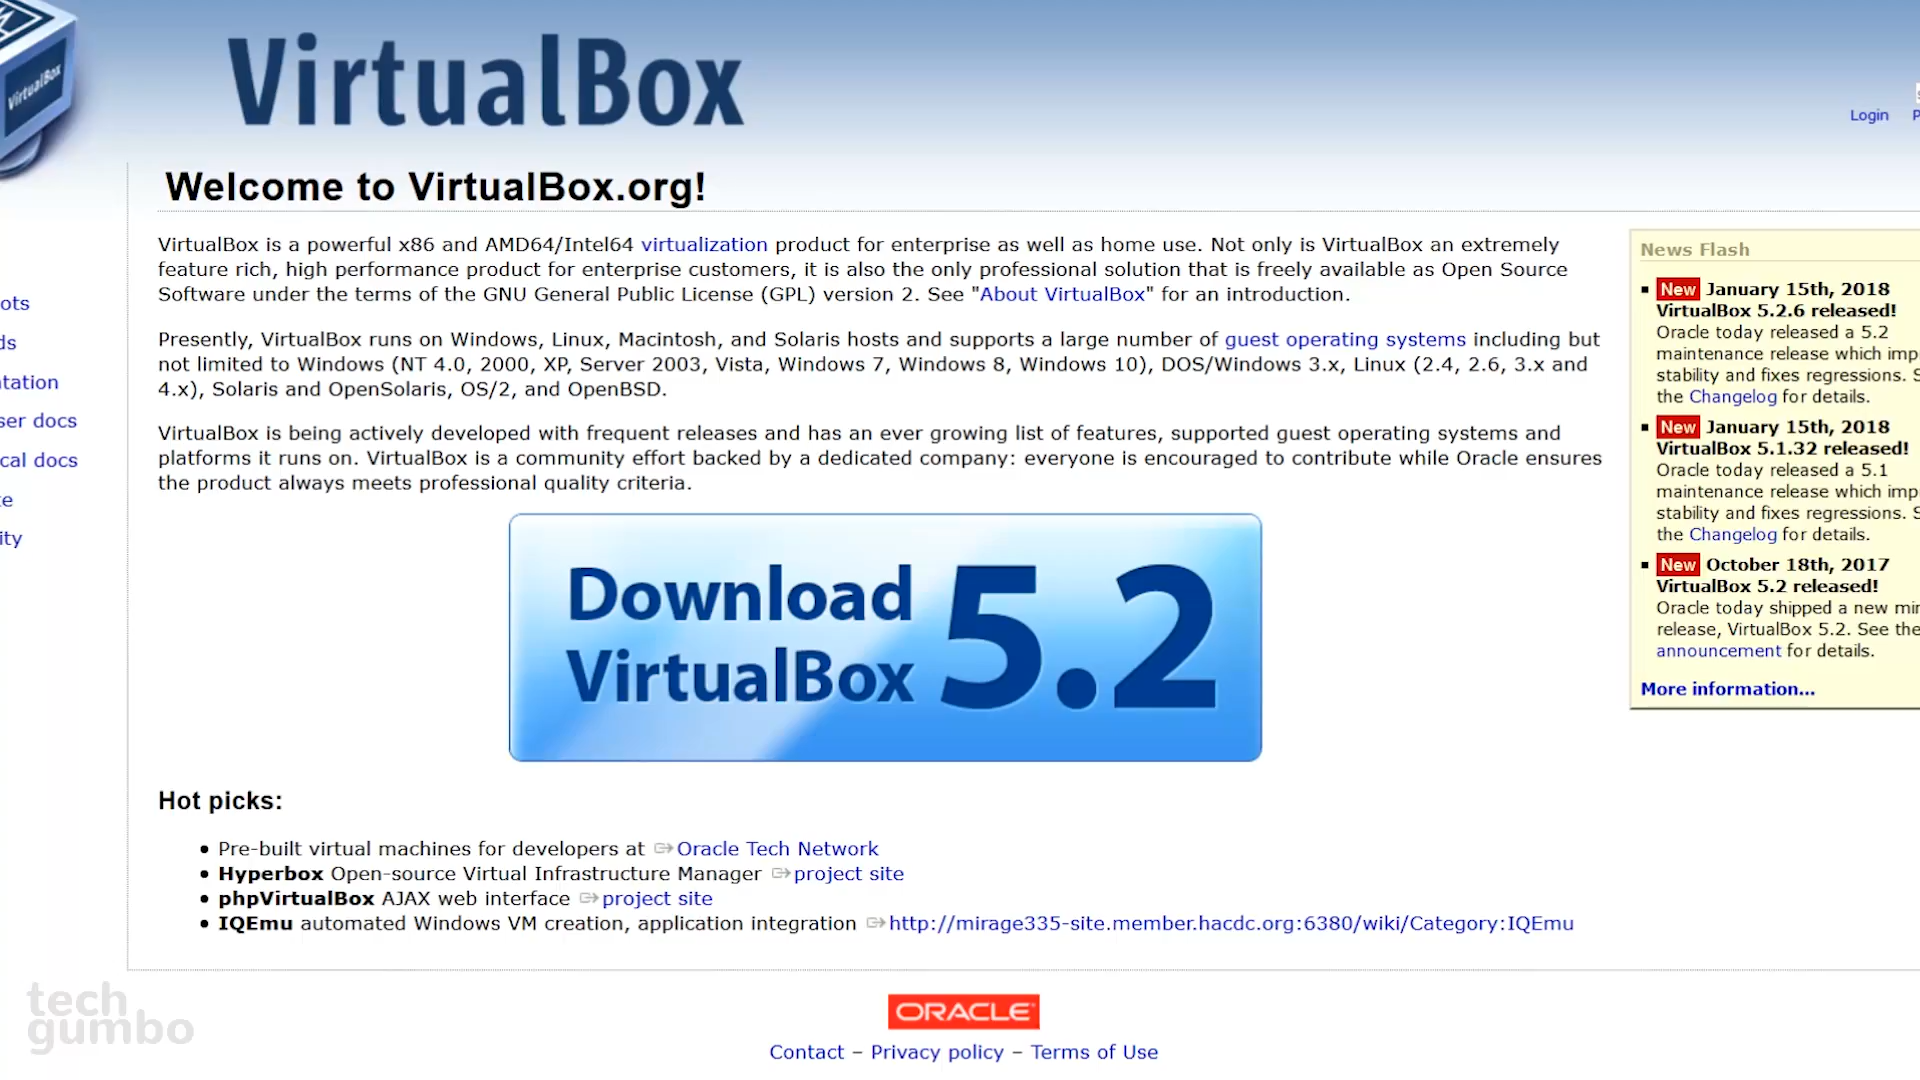 VirtualBox
VirtualBox
Login
Welcome to VirtualBox.org!
VirtualBox is a powerful x86 and AMD64/Intel64 virtualization product for enterprise as well as home use. Not only is VirtualBox an extremely
feature rich, high performance product for enterprise customers, it is also the only professional solution that is freely available as Open Source
Software under the terms of the GNU General Public License (GPL) version 2. See "About VirtualBox" for an introduction.
Presently, VirtualBox runs on Windows, Linux, Macintosh, and Solaris hosts and supports a large number of guest operating systems including but
not limited to Windows (NT 4.0, 2000, XP, Server 2003, Vista, Windows 7, Windows 8, Windows 10), DOS/Windows 3.x, Linux (2.4, 2.6, 3.x and
4.x), Solaris and OpenSolaris, OS/2, and OpenBSD.
VirtualBox is being actively developed with frequent releases and has an ever growing list of features, supported guest operating systems and
platforms it runs on. VirtualBox is a community effort backed by a dedicated company: everyone is encouraged to contribute while Oracle ensures
the product always meets professional quality criteria.
ots
ds
ntation
ser docs
cal docs
te
ity
Download
VirtualBox
5.2
Hot picks:
• Pre-built virtual machines for developers at Oracle Tech Network
• Hyperbox Open-source Virtual Infrastructure Manager project site
• phpVirtualBox AJAX web interface project site
• IQEmu automated Windows VM creation, application integration http://mirage335-site.member.hacdc.org:6380/wiki/Category:IQEmu
News Flash
New January 15th, 2018
VirtualBox 5.2.6 released!
Oracle today released a 5.2
maintenance release which imp
stability and fixes regressions. S
the Changelog for details.
New January 15th, 2018
VirtualBox 5.1.32 released!
Oracle today released a 5.1
maintenance release which imp
stability and fixes regressions. S
the Changelog for details.
New October 18th, 2017
VirtualBox 5.2 released!
Oracle today shipped a new min
release, VirtualBox 5.2. See the
announcement for details.
More information...
ORACLE
Contact – Privacy policy – Terms of Use
tech
gumbo